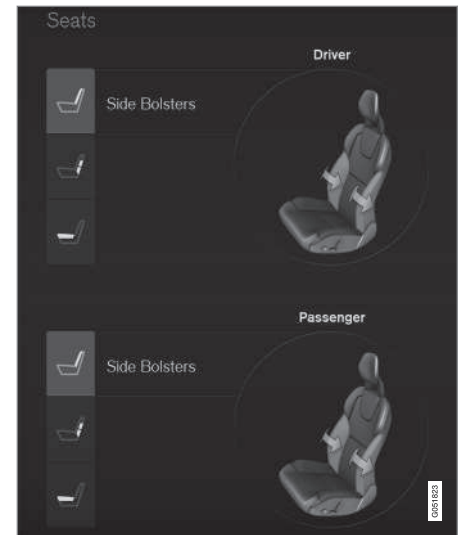 Seats
Driver
Side Bolsters
Passenger
Side Bolsters
G051823